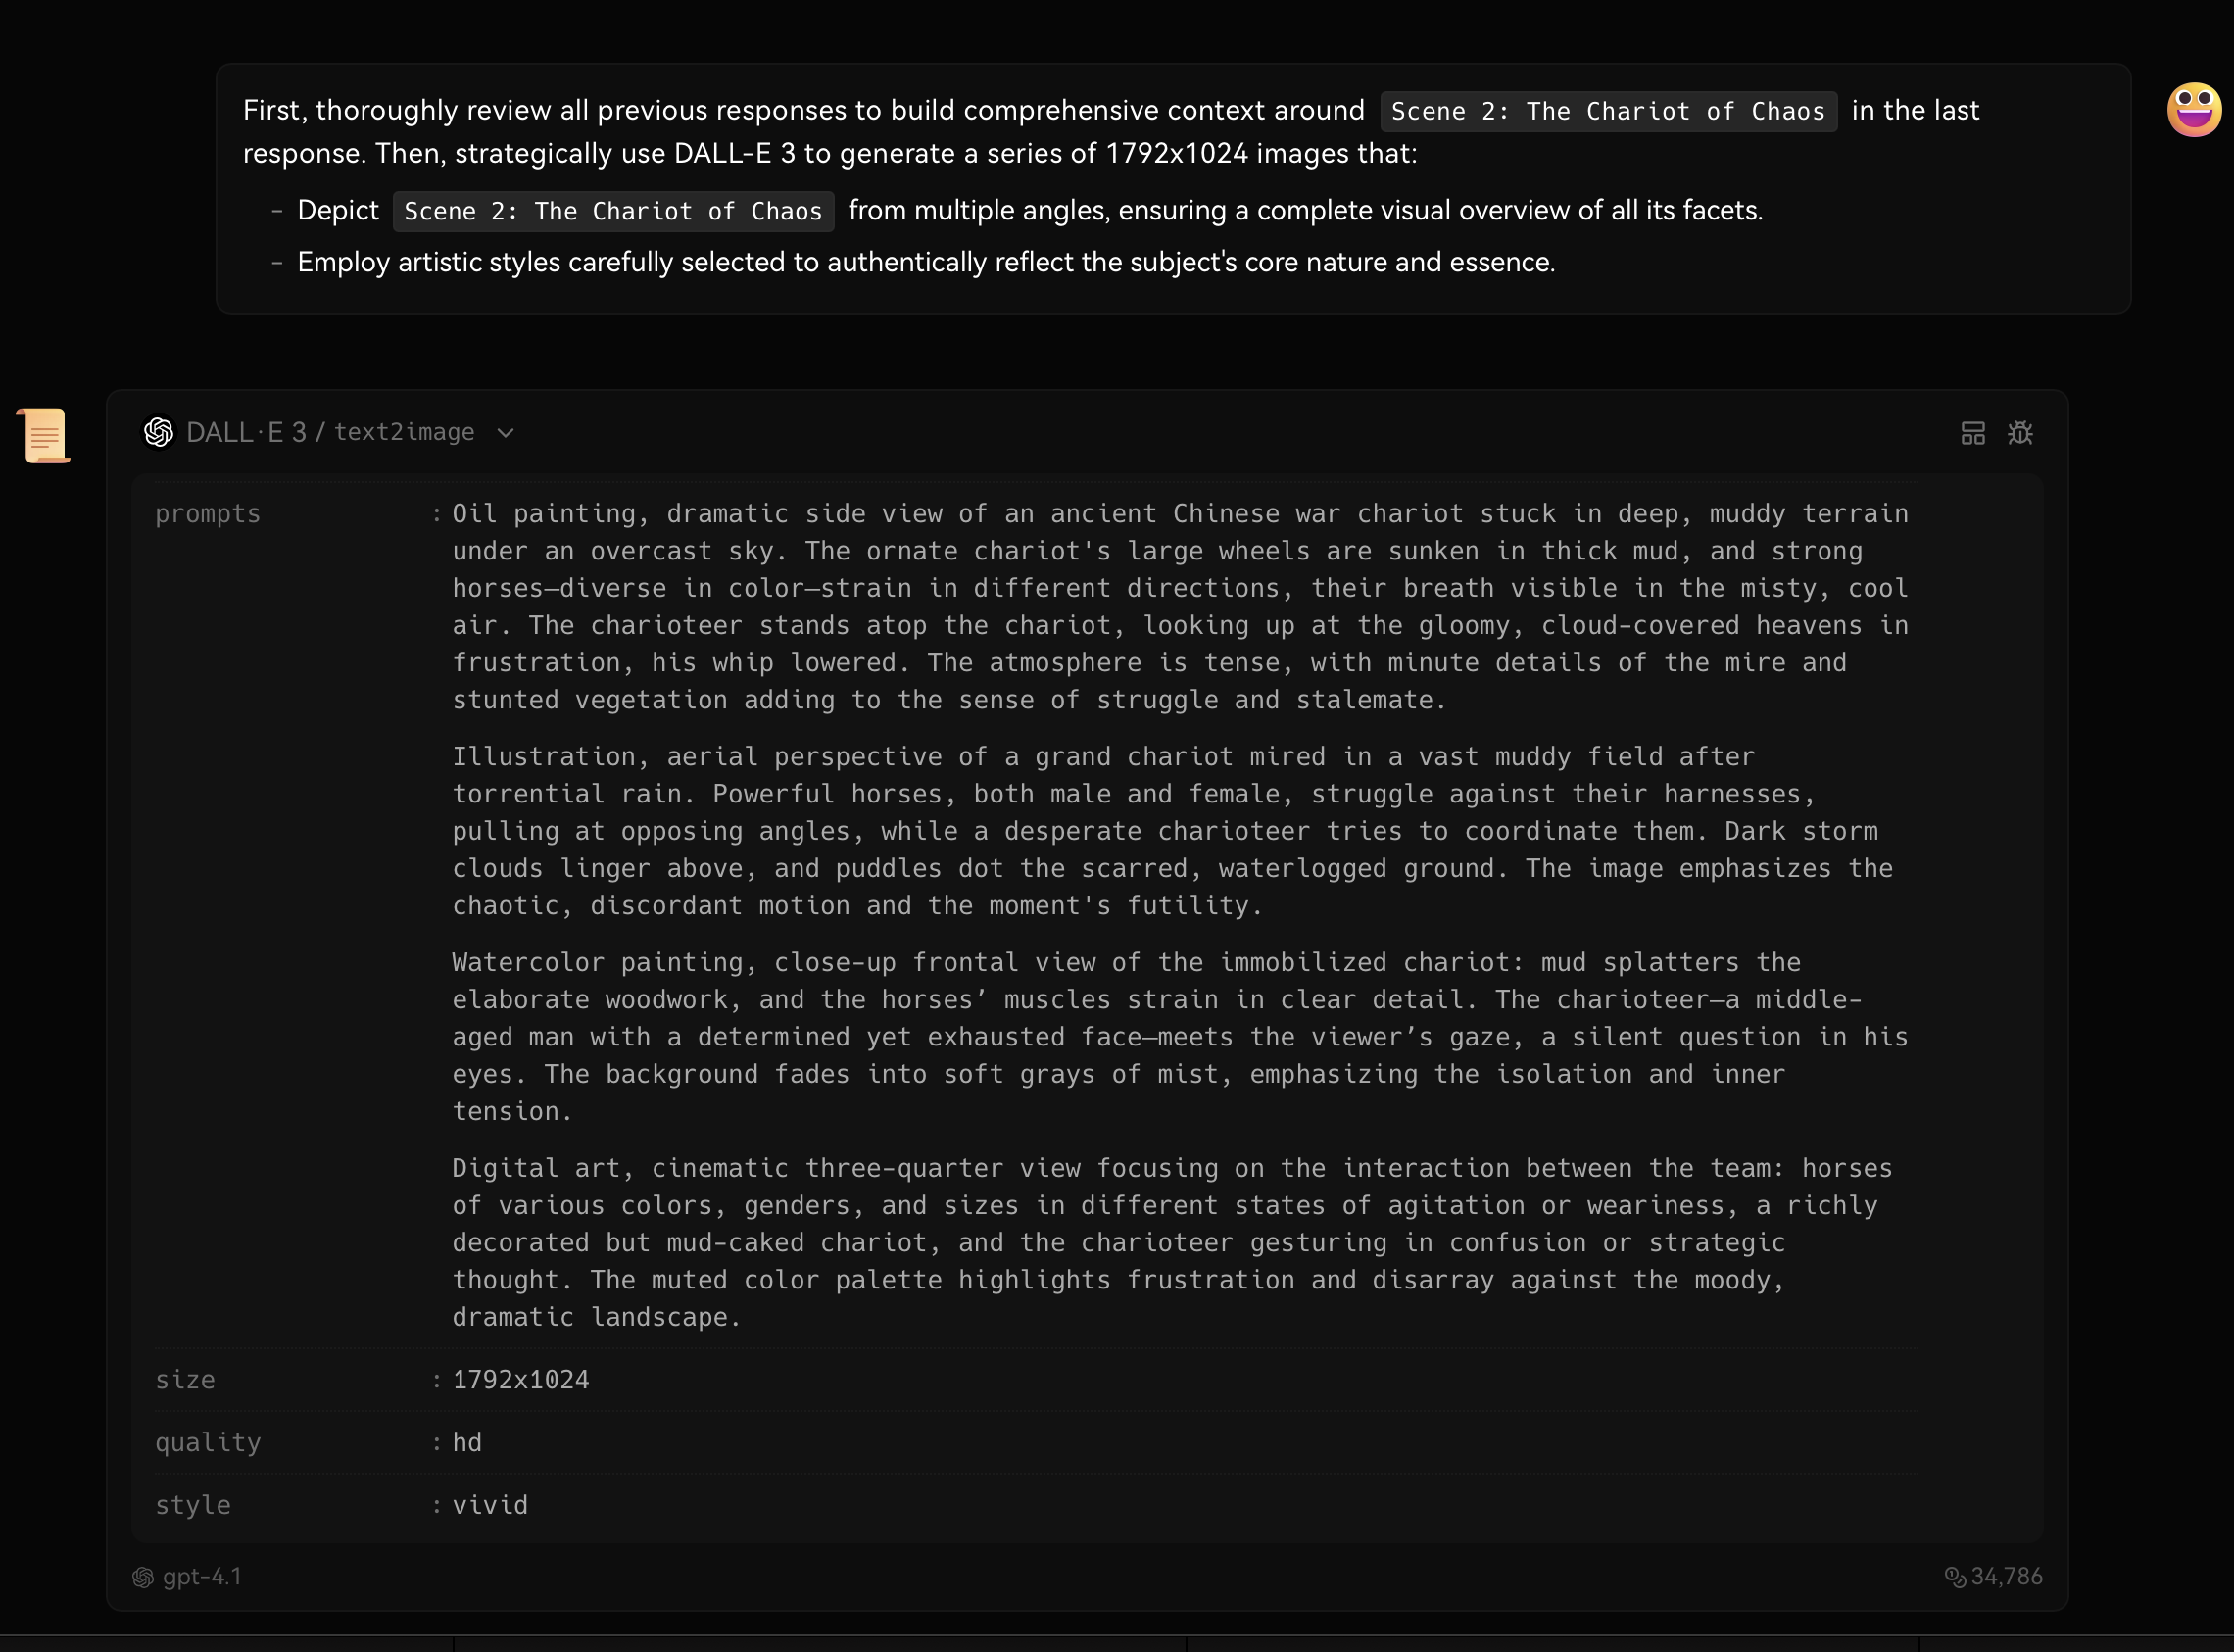 First, thoroughly review all previous responses to build comprehensive context around Scene 2: The Chariot of Chaos in the last
response. Then, strategically use DALL-E 3 to generate a series of 1792x1024 images that:
– Depict Scene 2: The Chariot of Chaos from multiple angles, ensuring a complete visual overview of all its facets.
– Employ artistic styles carefully selected to authentically reflect the subject's core nature and essence.
DALL·E 3 / text2image
prompts : Oil painting, dramatic side view of an ancient Chinese war chariot stuck in deep, muddy terrain
under an overcast sky. The ornate chariot's large wheels are sunken in thick mud, and strong
horses—diverse in color—strain in different directions, their breath visible in the misty, cool
air. The charioteer stands atop the chariot, looking up at the gloomy, cloud-covered heavens in
frustration, his whip lowered. The atmosphere is tense, with minute details of the mire and
stunted vegetation adding to the sense of struggle and stalemate.
Illustration, aerial perspective of a grand chariot mired in a vast muddy field after
torrential rain. Powerful horses, both male and female, struggle against their harnesses,
pulling at opposing angles, while a desperate charioteer tries to coordinate them. Dark storm
clouds linger above, and puddles dot the scarred, waterlogged ground. The image emphasizes the
chaotic, discordant motion and the moment's futility.
Watercolor painting, close-up frontal view of the immobilized chariot: mud splatters the
elaborate woodwork, and the horses’ muscles strain in clear detail. The charioteer—a middle-
aged man with a determined yet exhausted face—meets the viewer’s gaze, a silent question in his
eyes. The background fades into soft grays of mist, emphasizing the isolation and inner
tension.
Digital art, cinematic three-quarter view focusing on the interaction between the team: horses
of various colors, genders, and sizes in different states of agitation or weariness, a richly
decorated but mud-caked chariot, and the charioteer gesturing in confusion or strategic
thought. The muted color palette highlights frustration and disarray against the moody,
dramatic landscape.
size : 1792x1024
quality : hd
style : vivid
gpt-4.1 34,786